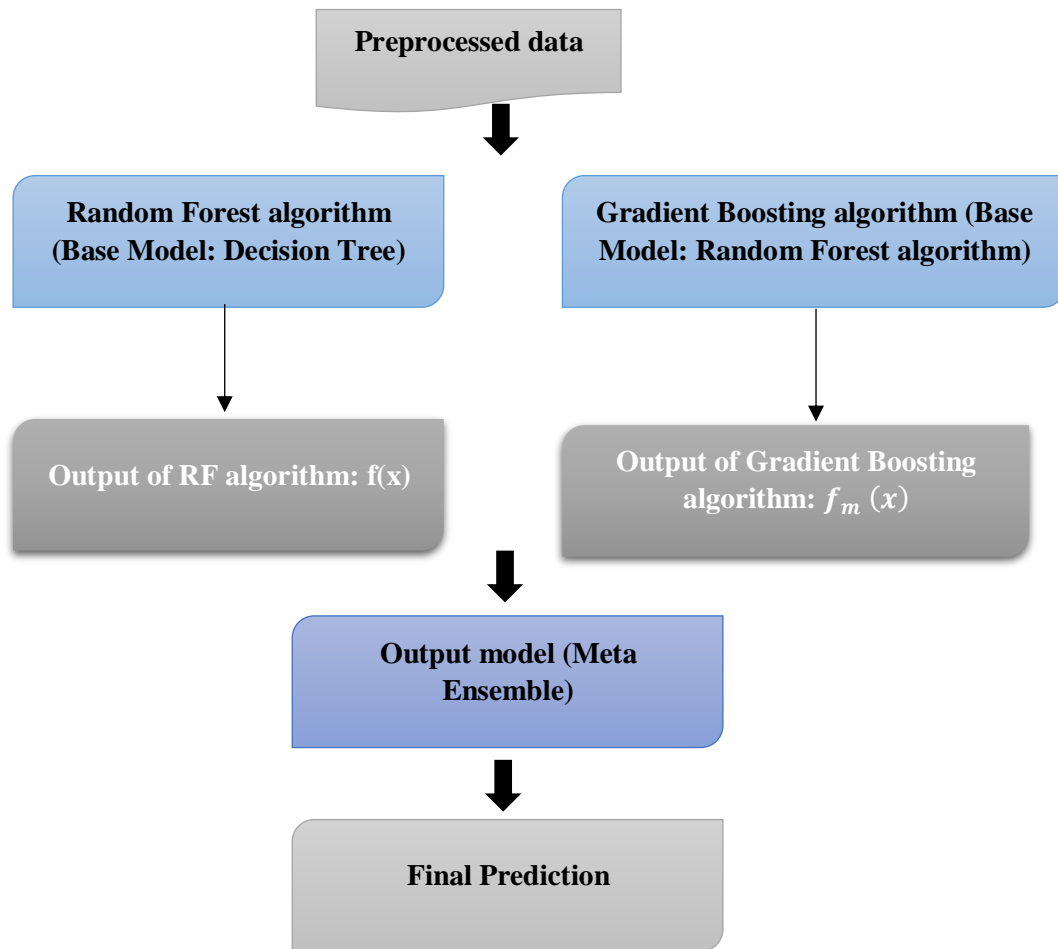 Preprocessed data
Random Forest algorithm
(Base Model: Decision Tree)
Gradient Boosting algorithm (Base
Model: Random Forest algorithm)
Output of RF algorithm: f(x)
Output of Gradient Boosting
algorithm: 𝒇𝒎 (𝒙)
Output model (Meta
Ensemble)
Final Prediction